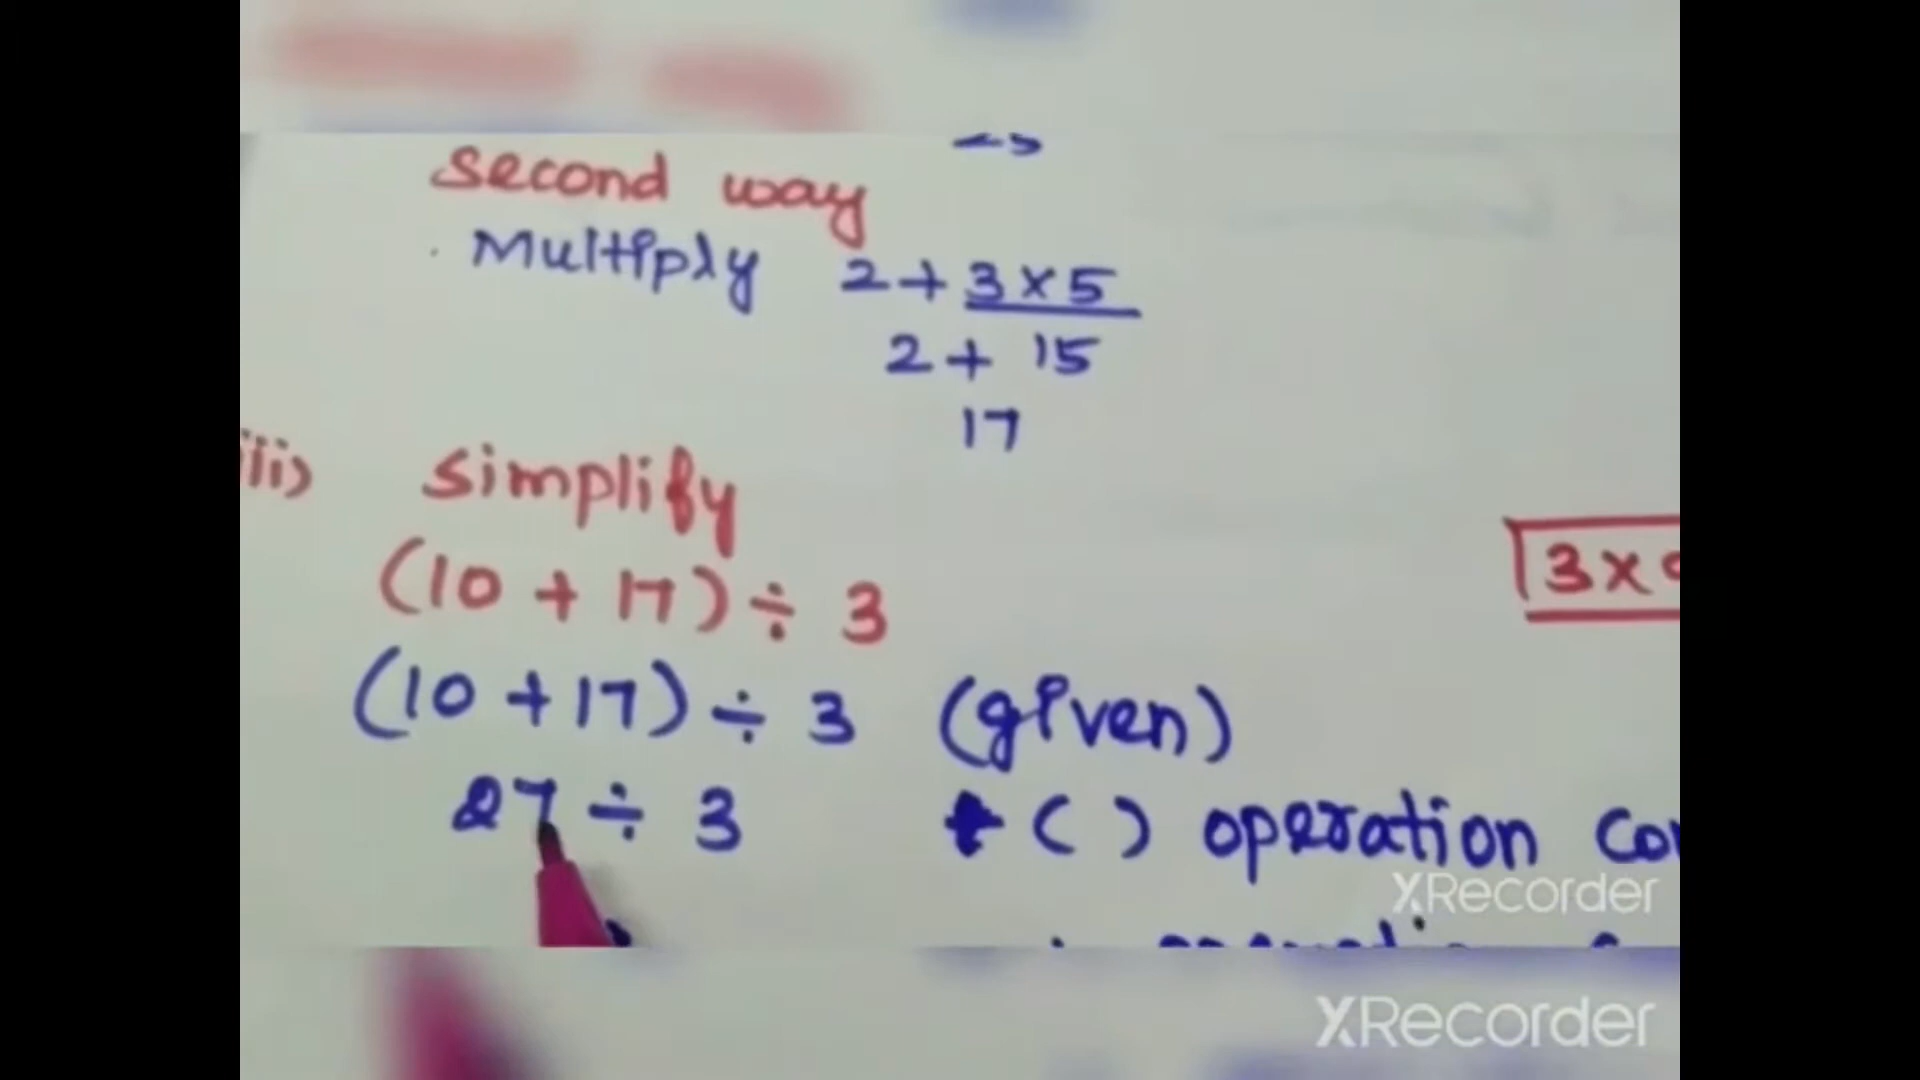 second way
Multiply 2 + 3 × 5
2 + 15
17
iii) simplify
(10 + 17) ÷ 3
3 ×
(10 + 17) ÷ 3 (given)
27 ÷ 3 ( ) operation
XRecorder
XRecorder